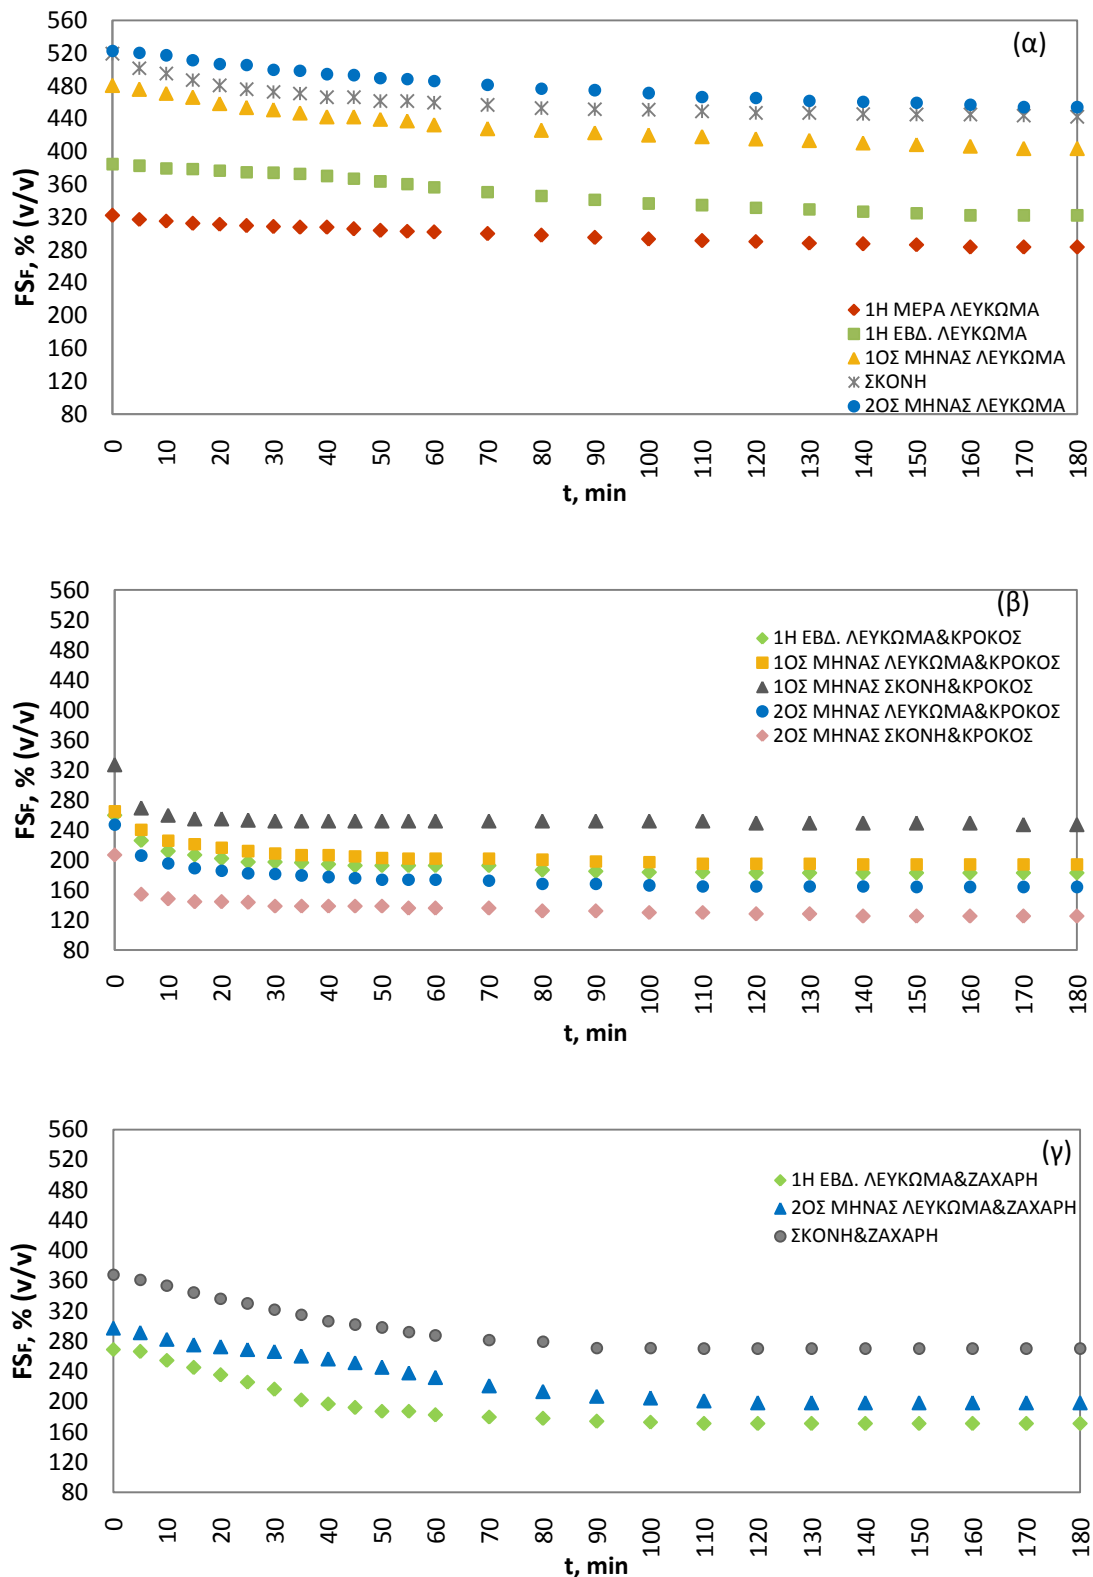 (α)
560
520
480
440
400
360
320
280
240
200
160
120
80
FSF, % (v/v)
1Η ΜΕΡΑ ΛΕΥΚΩΜΑ
1Η ΕΒΔ. ΛΕΥΚΩΜΑ
1ΟΣ ΜΗΝΑΣ ΛΕΥΚΩΜΑ
ΣΚΟΝΗ
2ΟΣ ΜΗΝΑΣ ΛΕΥΚΩΜΑ
0 10 20 30 40 50 60 70 80 90 100 110 120 130 140 150 160 170 180
t, min
(β)
560
520
480
440
400
360
320
280
240
200
160
120
80
FSF, % (v/v)
1Η ΕΒΔ. ΛΕΥΚΩΜΑ&ΚΡΟΚΟΣ
1ΟΣ ΜΗΝΑΣ ΛΕΥΚΩΜΑ&ΚΡΟΚΟΣ
1ΟΣ ΜΗΝΑΣ ΣΚΟΝΗ&ΚΡΟΚΟΣ
2ΟΣ ΜΗΝΑΣ ΛΕΥΚΩΜΑ&ΚΡΟΚΟΣ
2ΟΣ ΜΗΝΑΣ ΣΚΟΝΗ&ΚΡΟΚΟΣ
0 10 20 30 40 50 60 70 80 90 100 110 120 130 140 150 160 170 180
t, min
(γ)
560
520
480
440
400
360
320
280
240
200
160
120
80
FSF, % (v/v)
1Η ΕΒΔ. ΛΕΥΚΩΜΑ&ΖΑΧΑΡΗ
2ΟΣ ΜΗΝΑΣ ΛΕΥΚΩΜΑ&ΖΑΧΑΡΗ
ΣΚΟΝΗ&ΖΑΧΑΡΗ
0 10 20 30 40 50 60 70 80 90 100 110 120 130 140 150 160 170 180
t, min